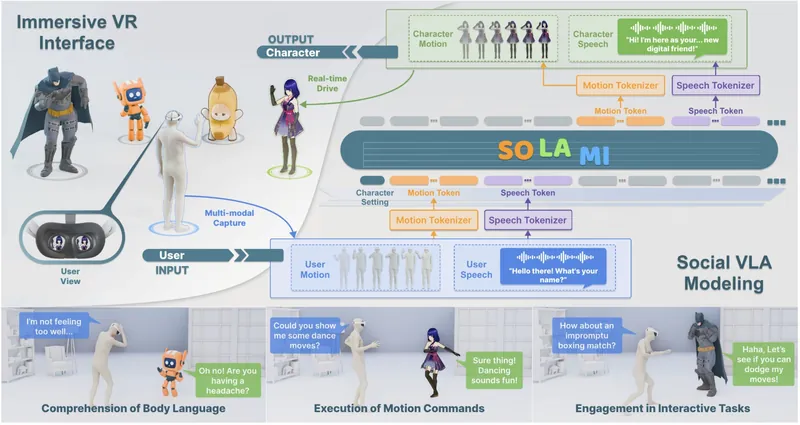 Immersive VR
Interface
OUTPUT
Character
Real-time
Drive
Character
Motion
Character
Speech
"Hi! I'm here as your... new
digital friend!"
Motion Tokenizer
Speech Tokenizer
Motion Token
Speech Token
SOLAMI
Character
Setting
Motion Token
Speech Token
Motion Tokenizer
Speech Tokenizer
Multi-modal
Capture
User
View
User
INPUT
User
Motion
User
Speech
"Hello there! What's your
name?"
Social VLA
Modeling
I'm not feeling
too well...
Oh no! Are you
having a
headache?
Comprehension of Body Language
Could you show
me some dance
moves?
Sure thing!
Dancing
sounds fun!
Execution of Motion Commands
How about an
impromptu
boxing match?
Haha, Let's
see if you can
dodge my
moves!
Engagement in Interactive Tasks